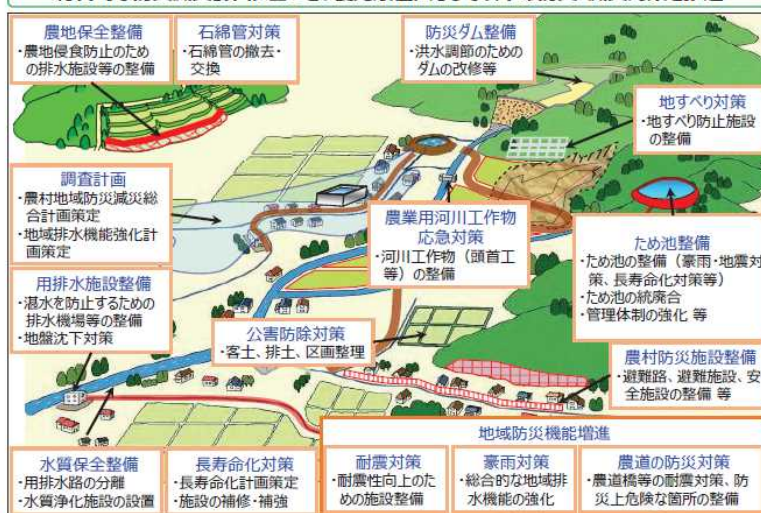 農地保全整備
・農地侵食防止のため
の排水施設等の整備
石綿管対策
・石綿管の撤去・
交換
防災ダム整備
・洪水調節のための
ダムの改修等
地すべり対策
・地すべり防止施設
の整備
調査計画
・農村地域防災減災総
合計画策定
・地域排水機能強化計
画策定
農業用河川工作物
応急対策
・河川工作物（頭首工
等）の整備
ため池整備
・ため池の整備（豪雨・地震対
策、長寿命化対策等）
・ため池の統廃合
・管理体制の強化 等
用排水施設整備
・湛水を防止するための
排水機場等の整備
・地盤沈下対策
公害防除対策
・客土、排土、区画整理
農村防災施設整備
・避難路、避難施設、安
全施設の整備 等
水質保全整備
・用排水路の分離
・水質浄化施設の設置
長寿命化対策
・長寿命化計画策定
・施設の補修・補強
地域防災機能増進
耐震対策
・耐震性向上のた
めの施設整備
豪雨対策
・総合的な地域排
水機能の強化
農道の防災対策
・農道橋等の耐震対策、防
災上危険な箇所の整備